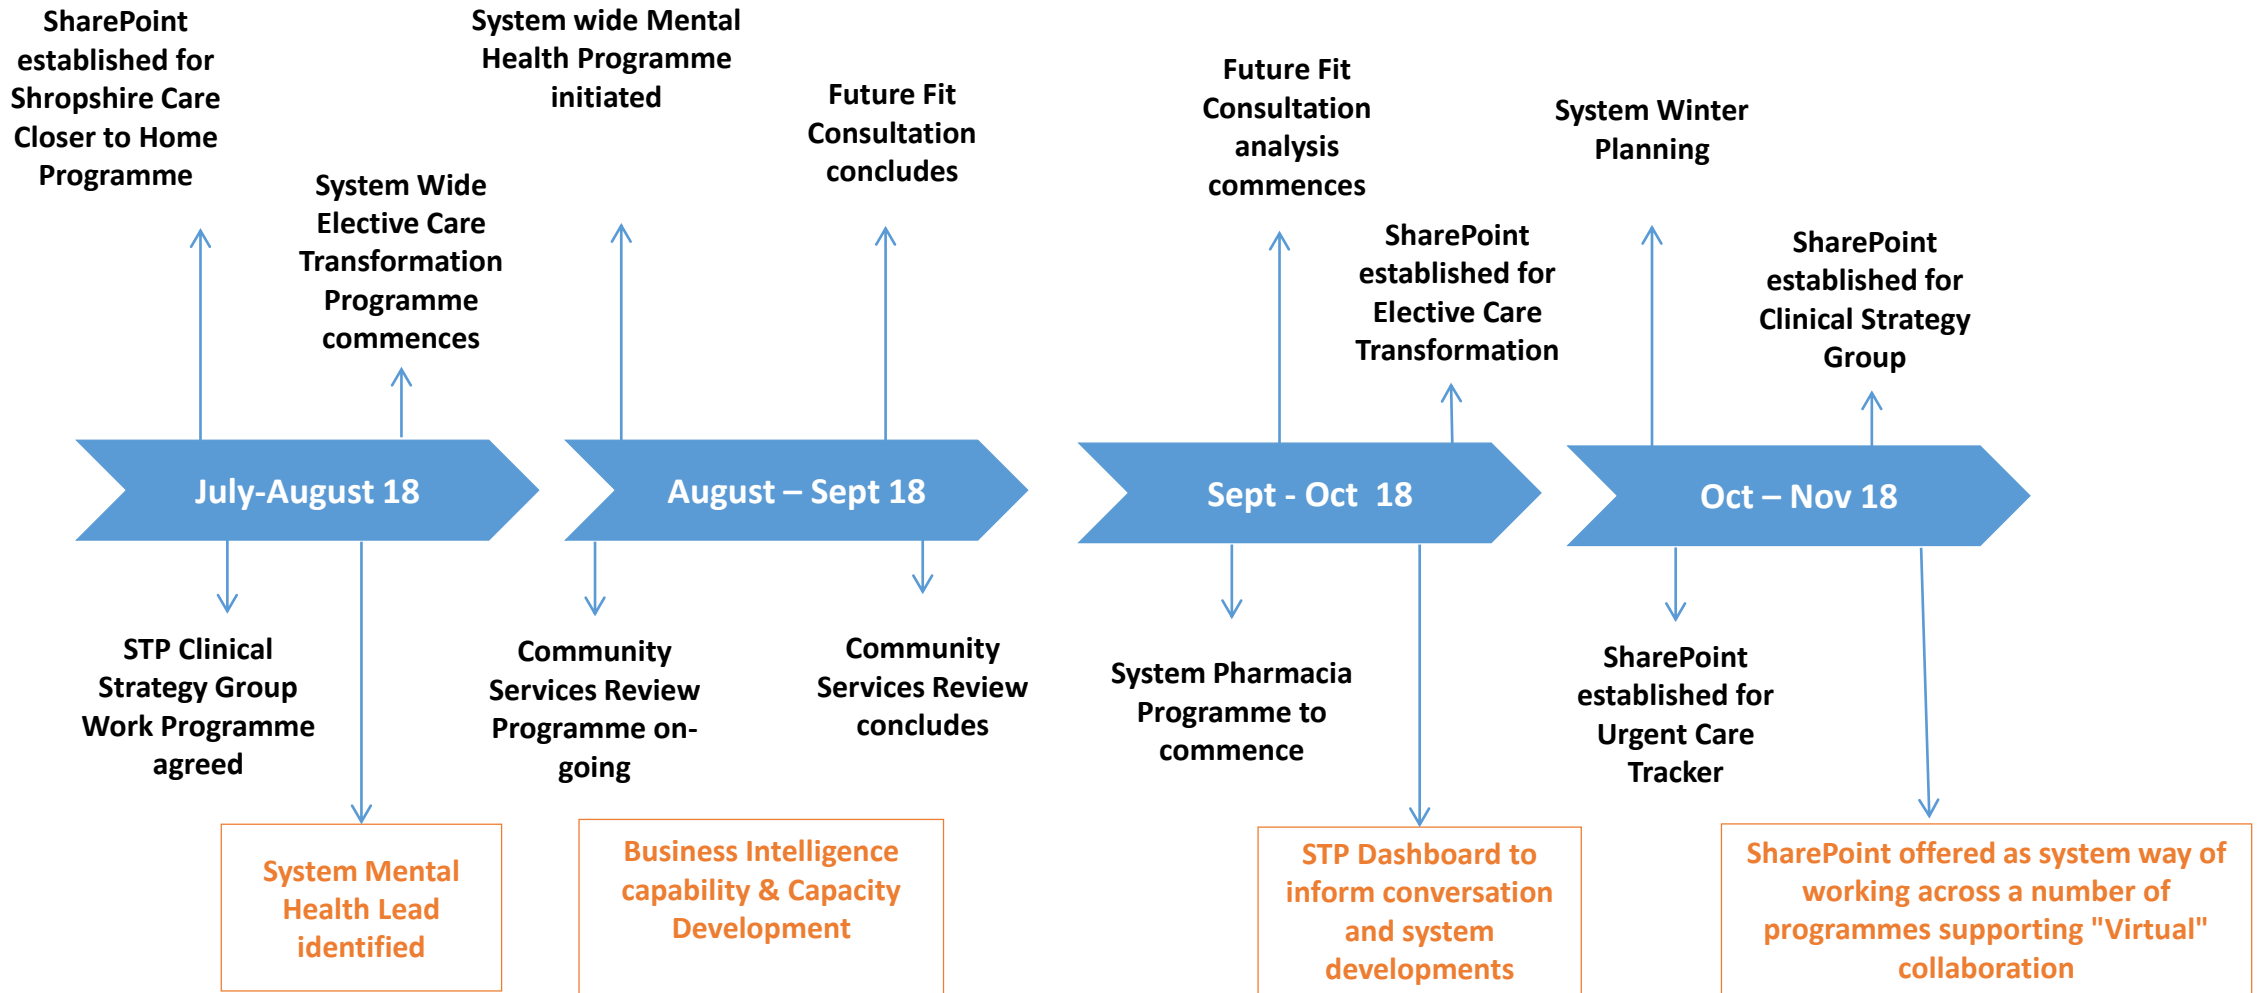 SharePoint
established for
Shropshire Care
Closer to Home
Programme
System Wide
Elective Care
Transformation
Programme
commences
System wide Mental
Health Programme
initiated
Future Fit
Consultation
concludes
Future Fit
Consultation
analysis
commences
SharePoint
established for
Elective Care
Transformation
System Winter
Planning
SharePoint
established for
Clinical Strategy
Group
July-August 18
August – Sept 18
Sept - Oct  18
Oct – Nov 18
STP Clinical
Strategy Group
Work Programme
agreed
Community
Services Review
Programme on-
going
Community
Services Review
concludes
System Pharmacia
Programme to
commence
SharePoint
established for
Urgent Care
Tracker
System Mental
Health Lead
identified
Business Intelligence
capability & Capacity
Development
STP Dashboard to
inform conversation
and system
developments
SharePoint offered as system way of
working across a number of
programmes supporting "Virtual"
collaboration